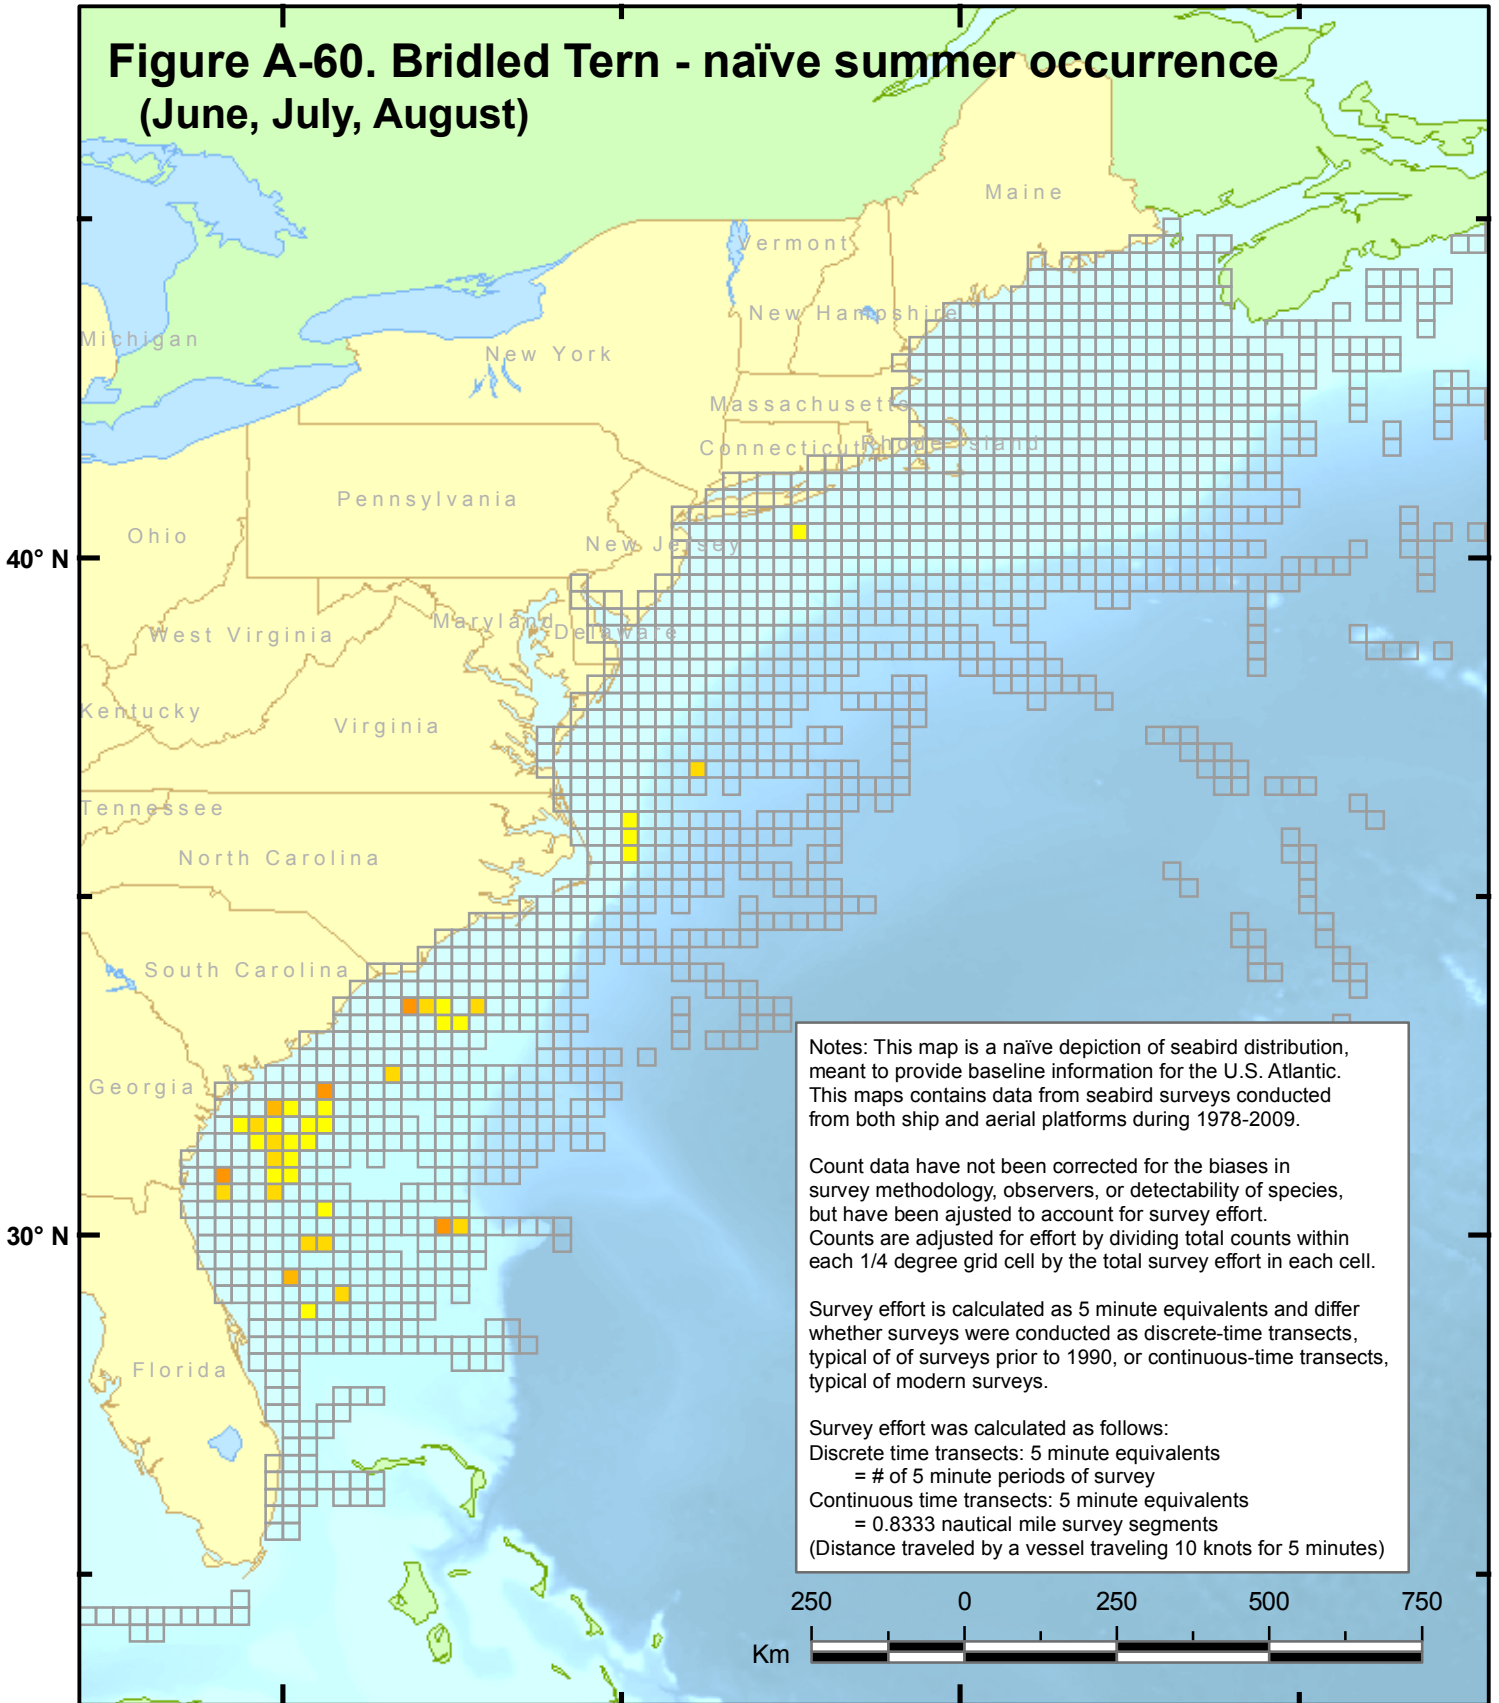 Figure A-60. Bridled Tern - naïve summer occurrence
(June, July, August)
Maine
Vermont
New Hampshire
Michigan
New York
Massachusetts
Connecticut
Rhode Island
Pennsylvania
Ohio
New Jersey
40° N
Maryland
Delaware
West Virginia
Kentucky
Virginia
Tennessee
North Carolina
South Carolina
Georgia
30° N
Florida
Notes: This map is a naïve depiction of seabird distribution,
meant to provide baseline information for the U.S. Atlantic.
This maps contains data from seabird surveys conducted
from both ship and aerial platforms during 1978-2009.
Count data have not been corrected for the biases in
survey methodology, observers, or detectability of species,
but have been ajusted to account for survey effort.
Counts are adjusted for effort by dividing total counts within
each 1/4 degree grid cell by the total survey effort in each cell.
Survey effort is calculated as 5 minute equivalents and differ
whether surveys were conducted as discrete-time transects,
typical of of surveys prior to 1990, or continuous-time transects,
typical of modern surveys.
Survey effort was calculated as follows:
Discrete time transects: 5 minute equivalents
= # of 5 minute periods of survey
Continuous time transects: 5 minute equivalents
= 0.8333 nautical mile survey segments
(Distance traveled by a vessel traveling 10 knots for 5 minutes)
250 0 250 500 750
Km